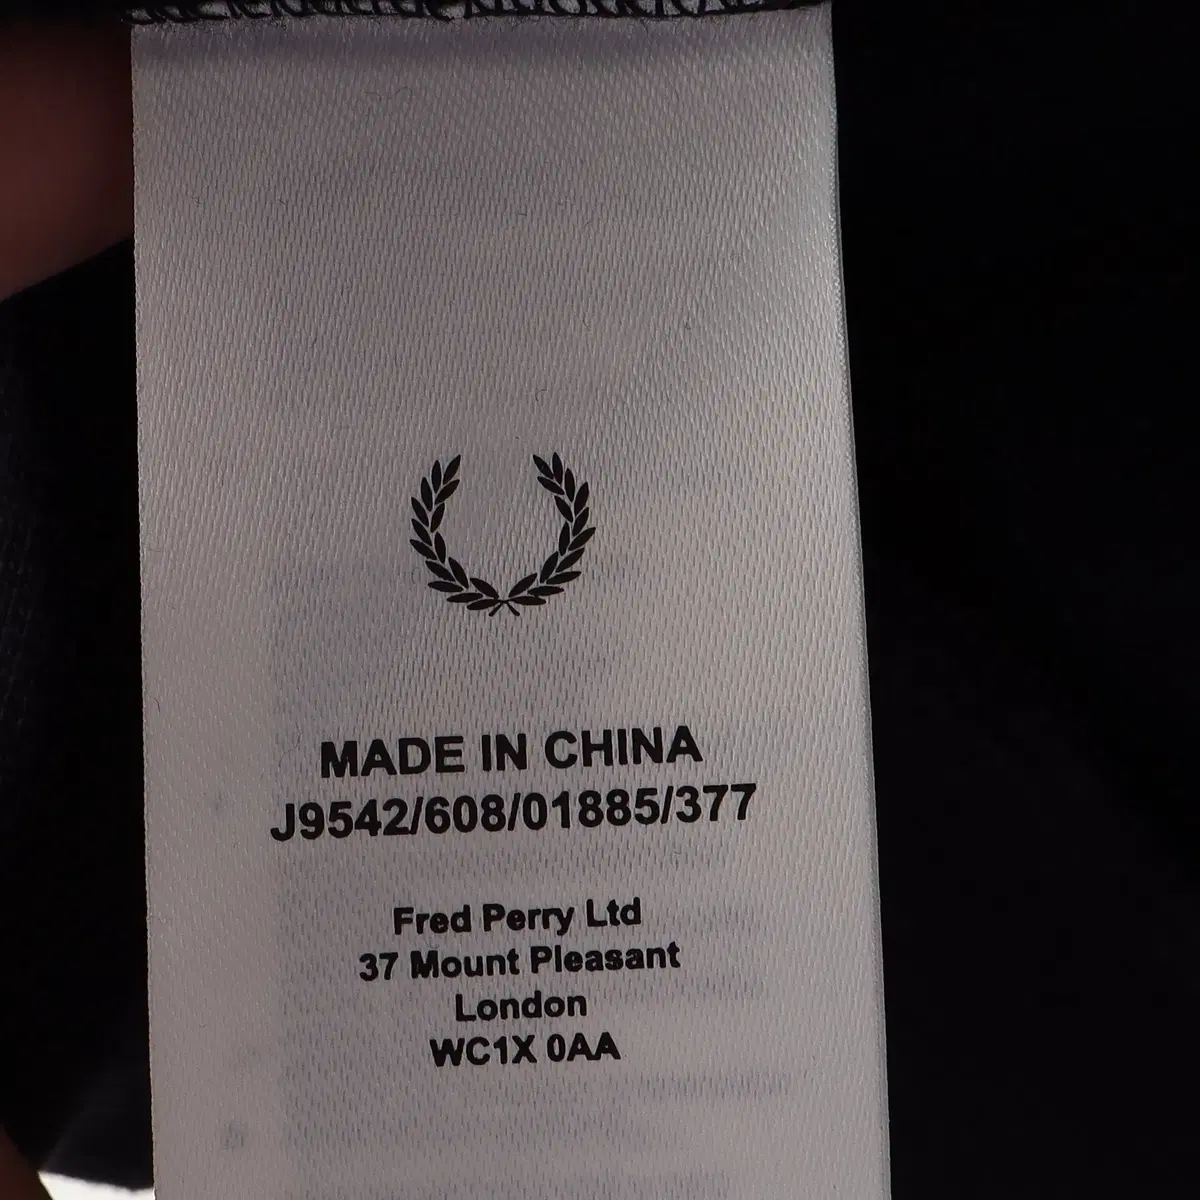 MADE IN CHINA
J9542/608/01885/377
Fred Perry Ltd
37 Mount Pleasant
London
WC1X 0AA